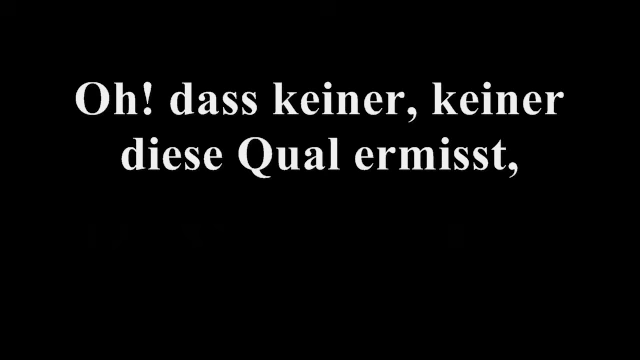 Oh! dass keiner, keiner
diese Qual ermisst,